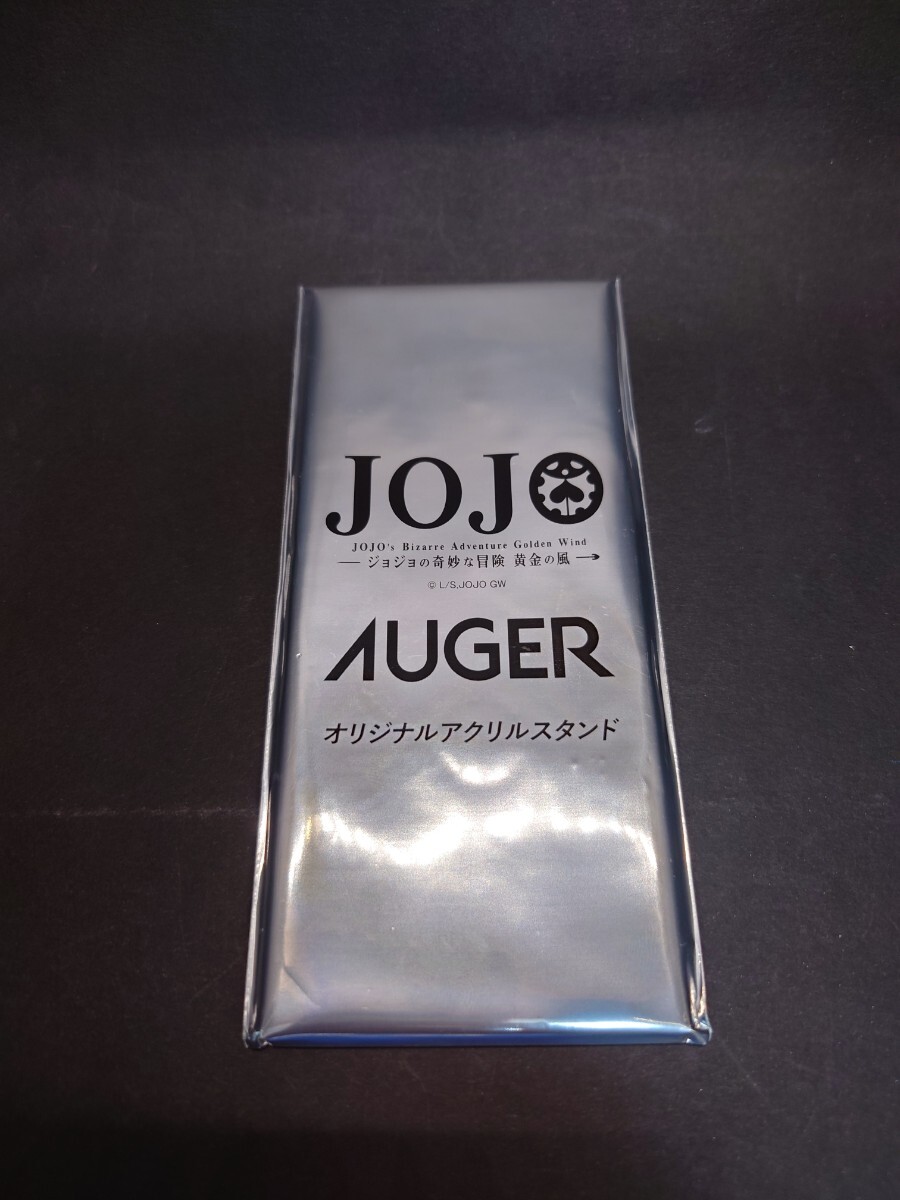 JOJO
JOJO's Bizarre Adventure Golden Wind
ジョジョの奇妙な冒険 黄金の風
© L/S,JOJO GW
AUGER
オリジナルアクリルスタンド